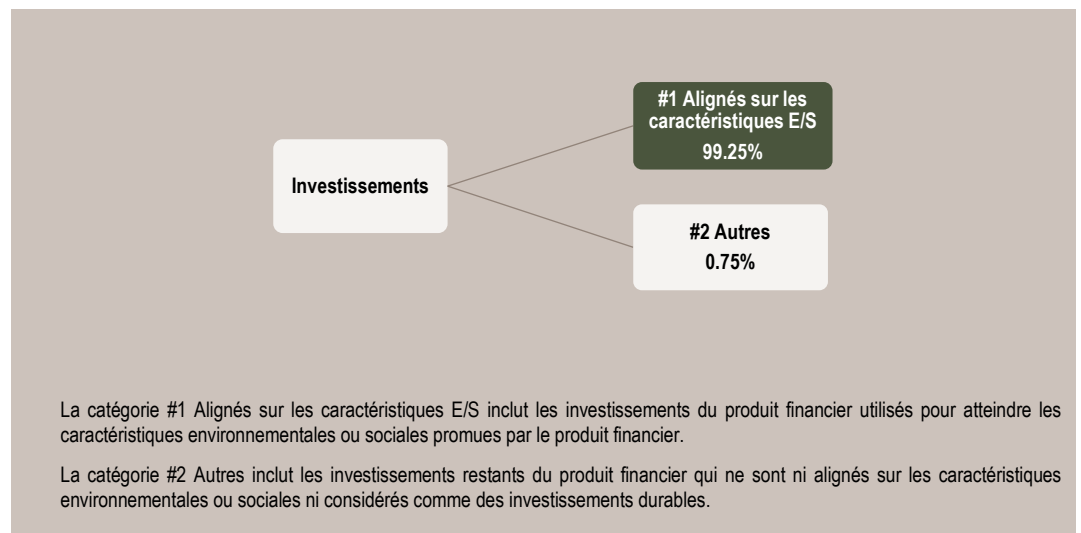 #1 Alignés sur les
caractéristiques E/S
99.25%
Investissements
#2 Autres
0.75%
La catégorie #1 Alignés sur les caractéristiques E/S inclut les investissements du produit financier utilisés pour atteindre les
caractéristiques environnementales ou sociales promues par le produit financier.
La catégorie #2 Autres inclut les investissements restants du produit financier qui ne sont ni alignés sur les caractéristiques
environnementales ou sociales ni considérés comme des investissements durables.